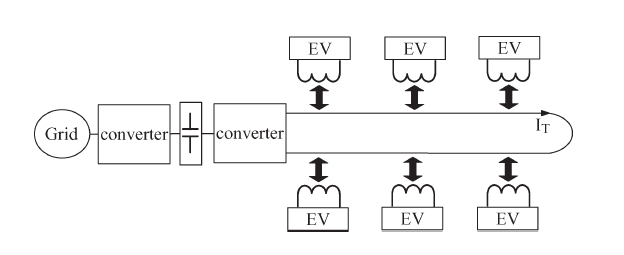 EV EV EV
Grid converter converter
I_T
EV EV EV